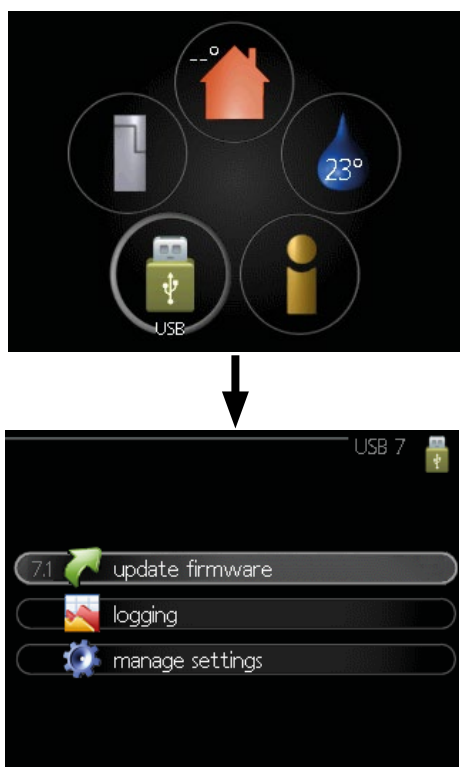 --°
23°
USB
USB 7
7.1 update firmware
logging
manage settings